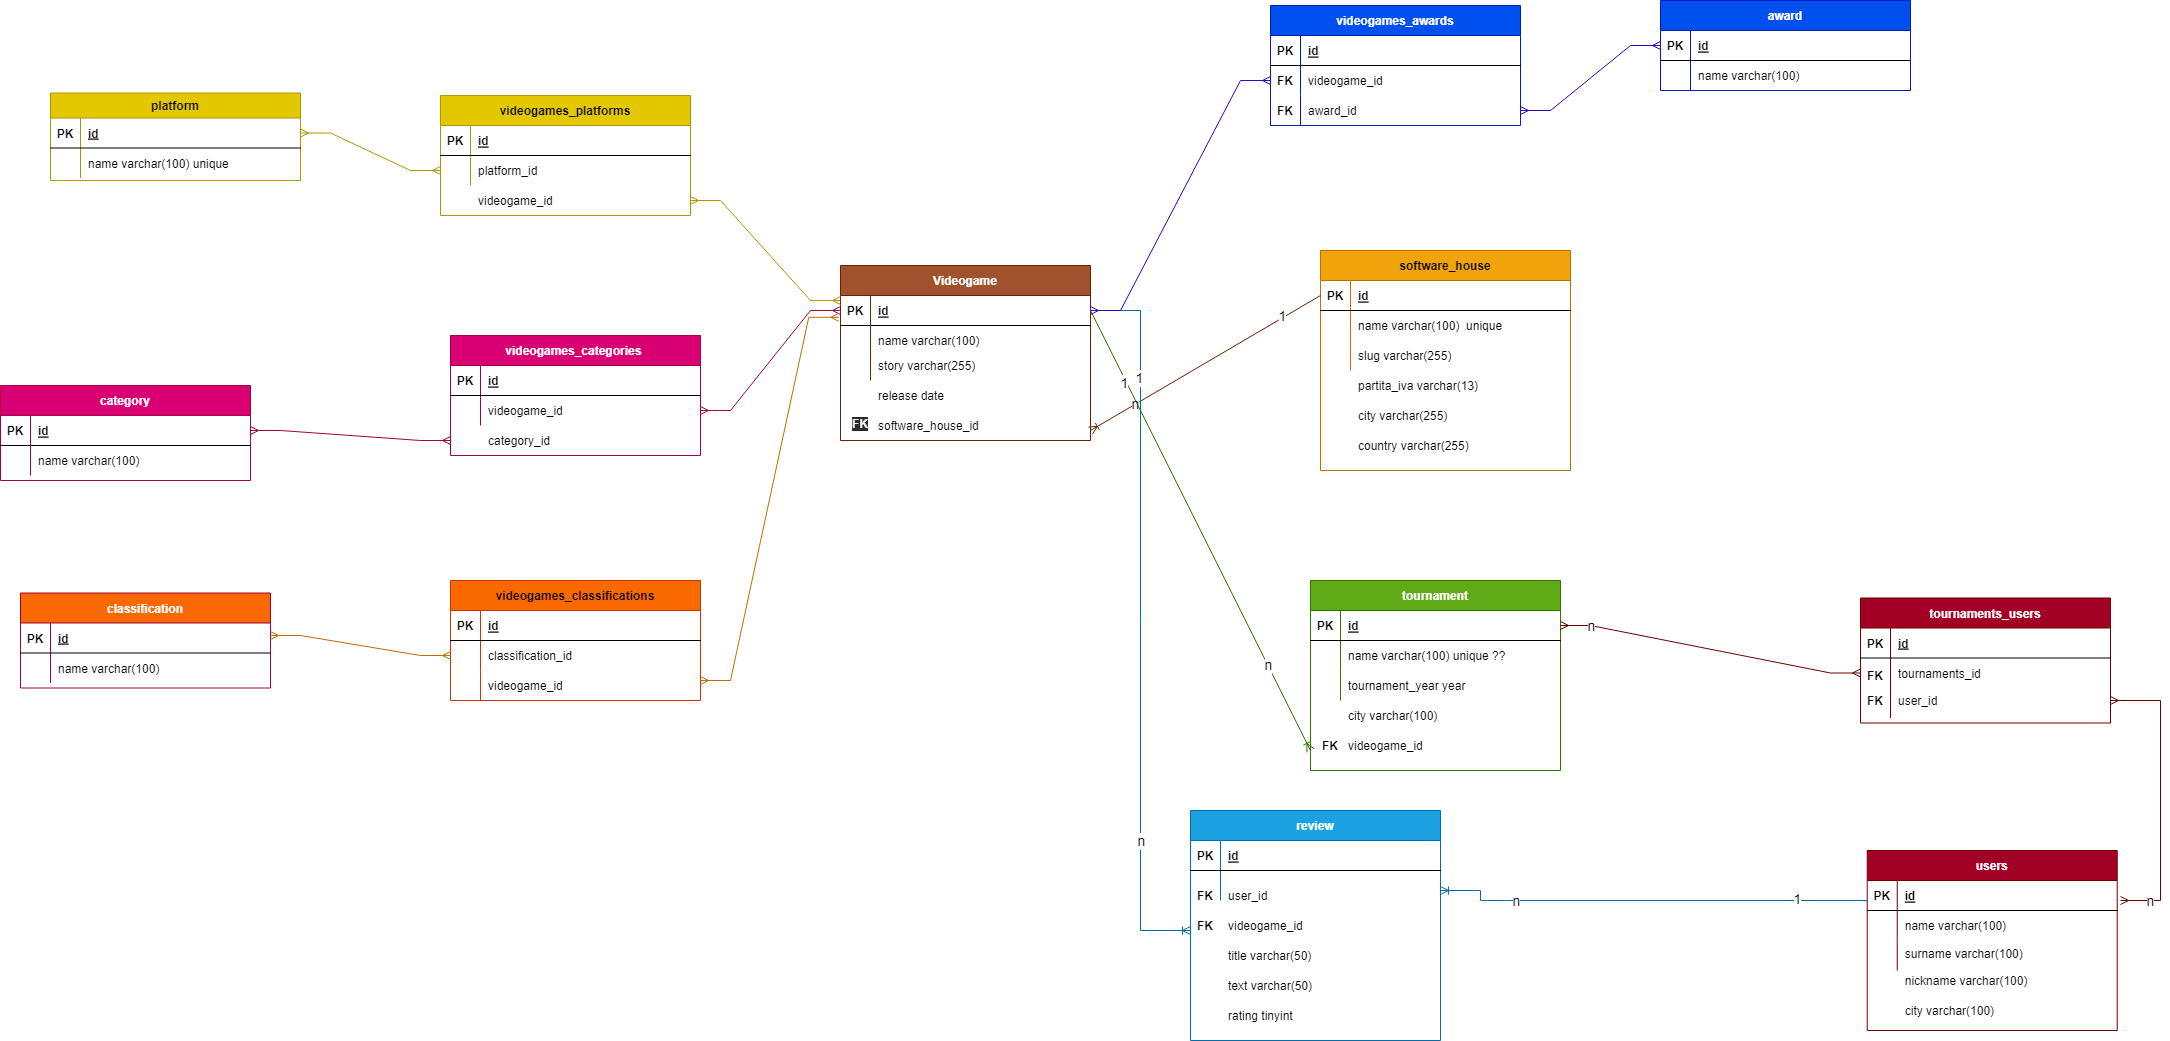 videogames_awards
PK id
FK videogame_id
FK award_id
award
PK id
name varchar(100)
platform
PK id
name varchar(100) unique
videogames_platforms
PK id
platform_id
videogame_id
Videogame
PK id
name varchar(100)
story varchar(255)
release date
FK software_house_id
software_house
PK id
name varchar(100) unique
slug varchar(255)
partita_iva varchar(13)
city varchar(255)
country varchar(255)
1
1
1
n
videogames_categories
PK id
videogame_id
category_id
category
PK id
name varchar(100)
classification
PK id
name varchar(100)
videogames_classifications
PK id
classification_id
videogame_id
tournament
PK id
name varchar(100) unique ??
tournament_year year
city varchar(100)
FK videogame_id
n
n
tournaments_users
PK id
FK tournaments_id
FK user_id
review
PK id
FK user_id
FK videogame_id
title varchar(50)
text varchar(50)
rating tinyint
n
n
1
n
users
PK id
name varchar(100)
surname varchar(100)
nickname varchar(100)
city varchar(100)